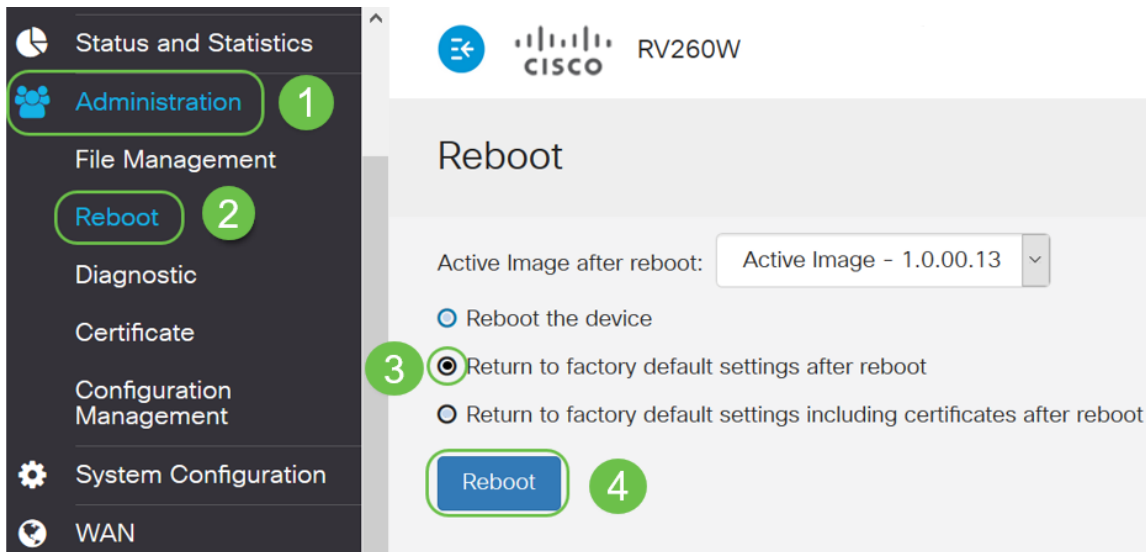 Status and Statistics
Administration
1
File Management
Reboot
2
Diagnostic
Certificate
Configuration
Management
System Configuration
WAN
CISCO
RV260W
Reboot
Active Image after reboot:
Active Image - 1.0.00.13
Reboot the device
3
Return to factory default settings after reboot
Return to factory default settings including certificates after reboot
Reboot
4